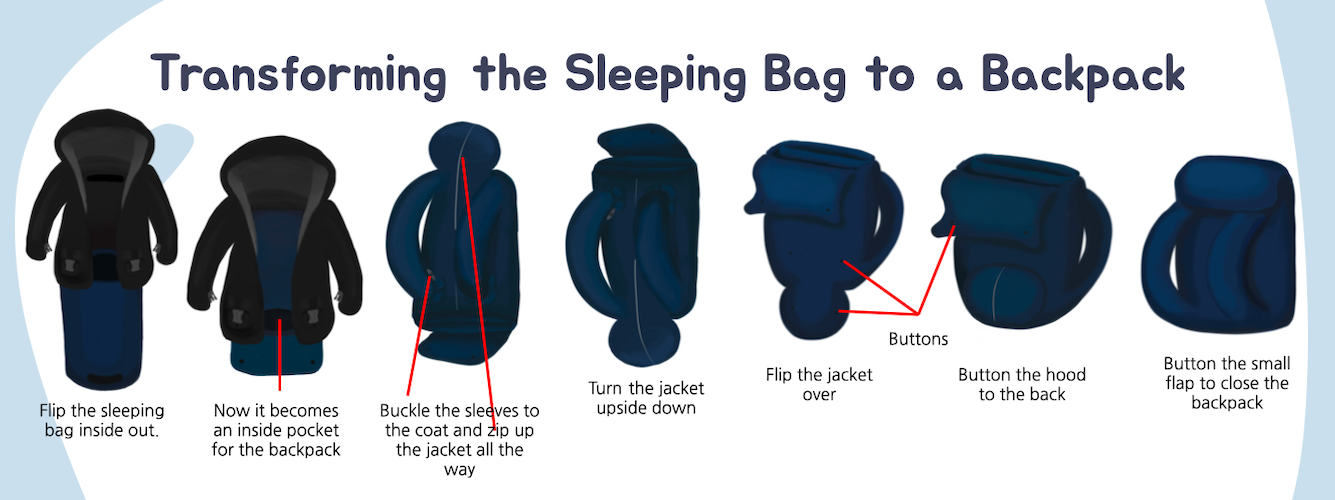 Transforming the Sleeping Bag to a Backpack
Flip the sleeping
bag inside out.
Now it becomes
an inside pocket
for the backpack
Buckle the sleeves to
the coat and zip up
the jacket all the
way
Turn the jacket
upside down
Flip the jacket
over
Buttons
Button the hood
to the back
Button the small
flap to close the
backpack